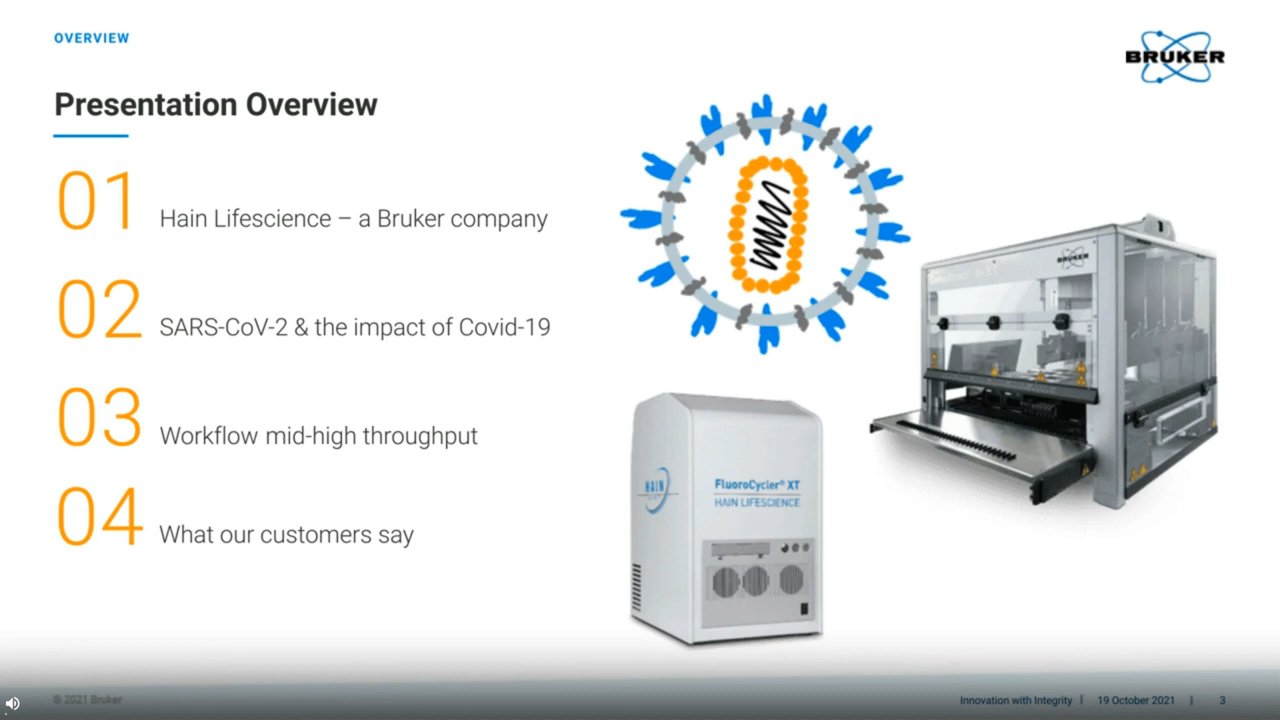 OVERVIEW
BRUKER
Presentation Overview
01
Hain Lifescience – a Bruker company
02
SARS-CoV-2 & the impact of Covid-19
03
Workflow mid-high throughput
04
What our customers say
BRUKER
HAIN
FluoroCycler® XT
HAIN LIFESCIENCE
© 2021 Bruker
Innovation with Integrity | 19 October 2021 | 3